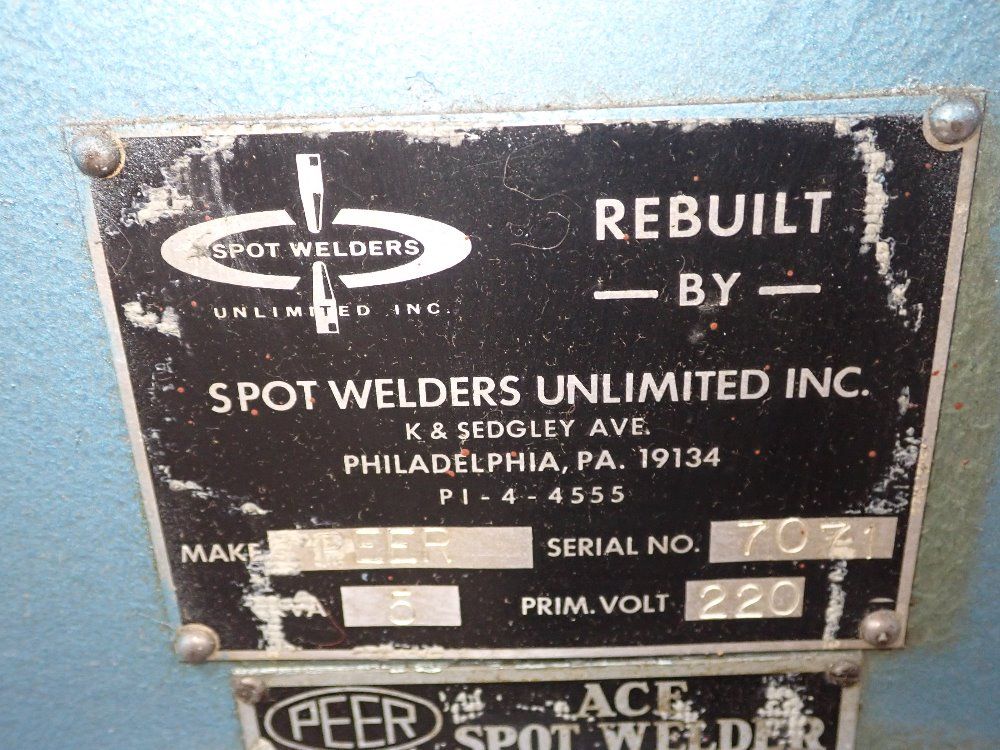 SPOT WELDERS
UNLIMITED INC.
REBUILT
— BY —
SPOT WELDERS UNLIMITED INC.
K & SEDGLEY AVE.
PHILADELPHIA, PA. 19134
PI-4-4555
MAKE PEER SERIAL NO. 7071
PRIM. VOLT 220
PEER ACE
SPOT WELDER